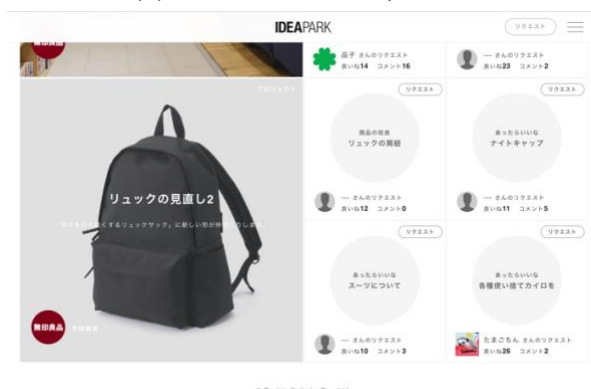 IDEAPARK
リクエスト
無印良品
品子 さんのリクエスト
良いね14 コメント16
--- さんのリクエスト
良いね23 コメント2
プロジェクト
リュックの見直し2
無印良品
リクエスト
商品の改良
リュックの肩紐
--- さんのリクエスト
良いね12 コメント0
リクエスト
あったらいいな
ナイトキャップ
--- さんのリクエスト
良いね11 コメント5
リクエスト
あったらいいな
スーツについて
--- さんのリクエスト
良いね10 コメント3
リクエスト
あったらいいな
各種使い捨てカイロを
たまごちん さんのリクエスト
良いね26 コメント2